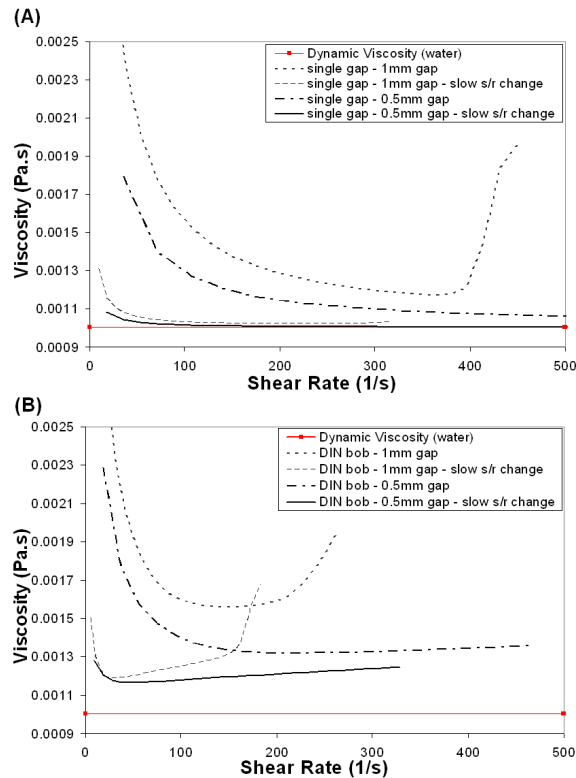 (A)
0.0025
0.0023
0.0021
0.0019
0.0017
0.0015
0.0013
0.0011
0.0009
Viscosity (Pa.s)
Dynamic Viscosity (water)
single gap - 1mm gap
single gap - 1mm gap - slow s/r change
single gap - 0.5mm gap
single gap - 0.5mm gap - slow s/r change
0 100 200 300 400 500
Shear Rate (1/s)
(B)
0.0025
0.0023
0.0021
0.0019
0.0017
0.0015
0.0013
0.0011
0.0009
Viscosity (Pa.s)
Dynamic Viscosity (water)
DIN bob - 1mm gap
DIN bob - 1mm gap - slow s/r change
DIN bob - 0.5mm gap
DIN bob - 0.5mm gap - slow s/r change
0 100 200 300 400 500
Shear Rate (1/s)